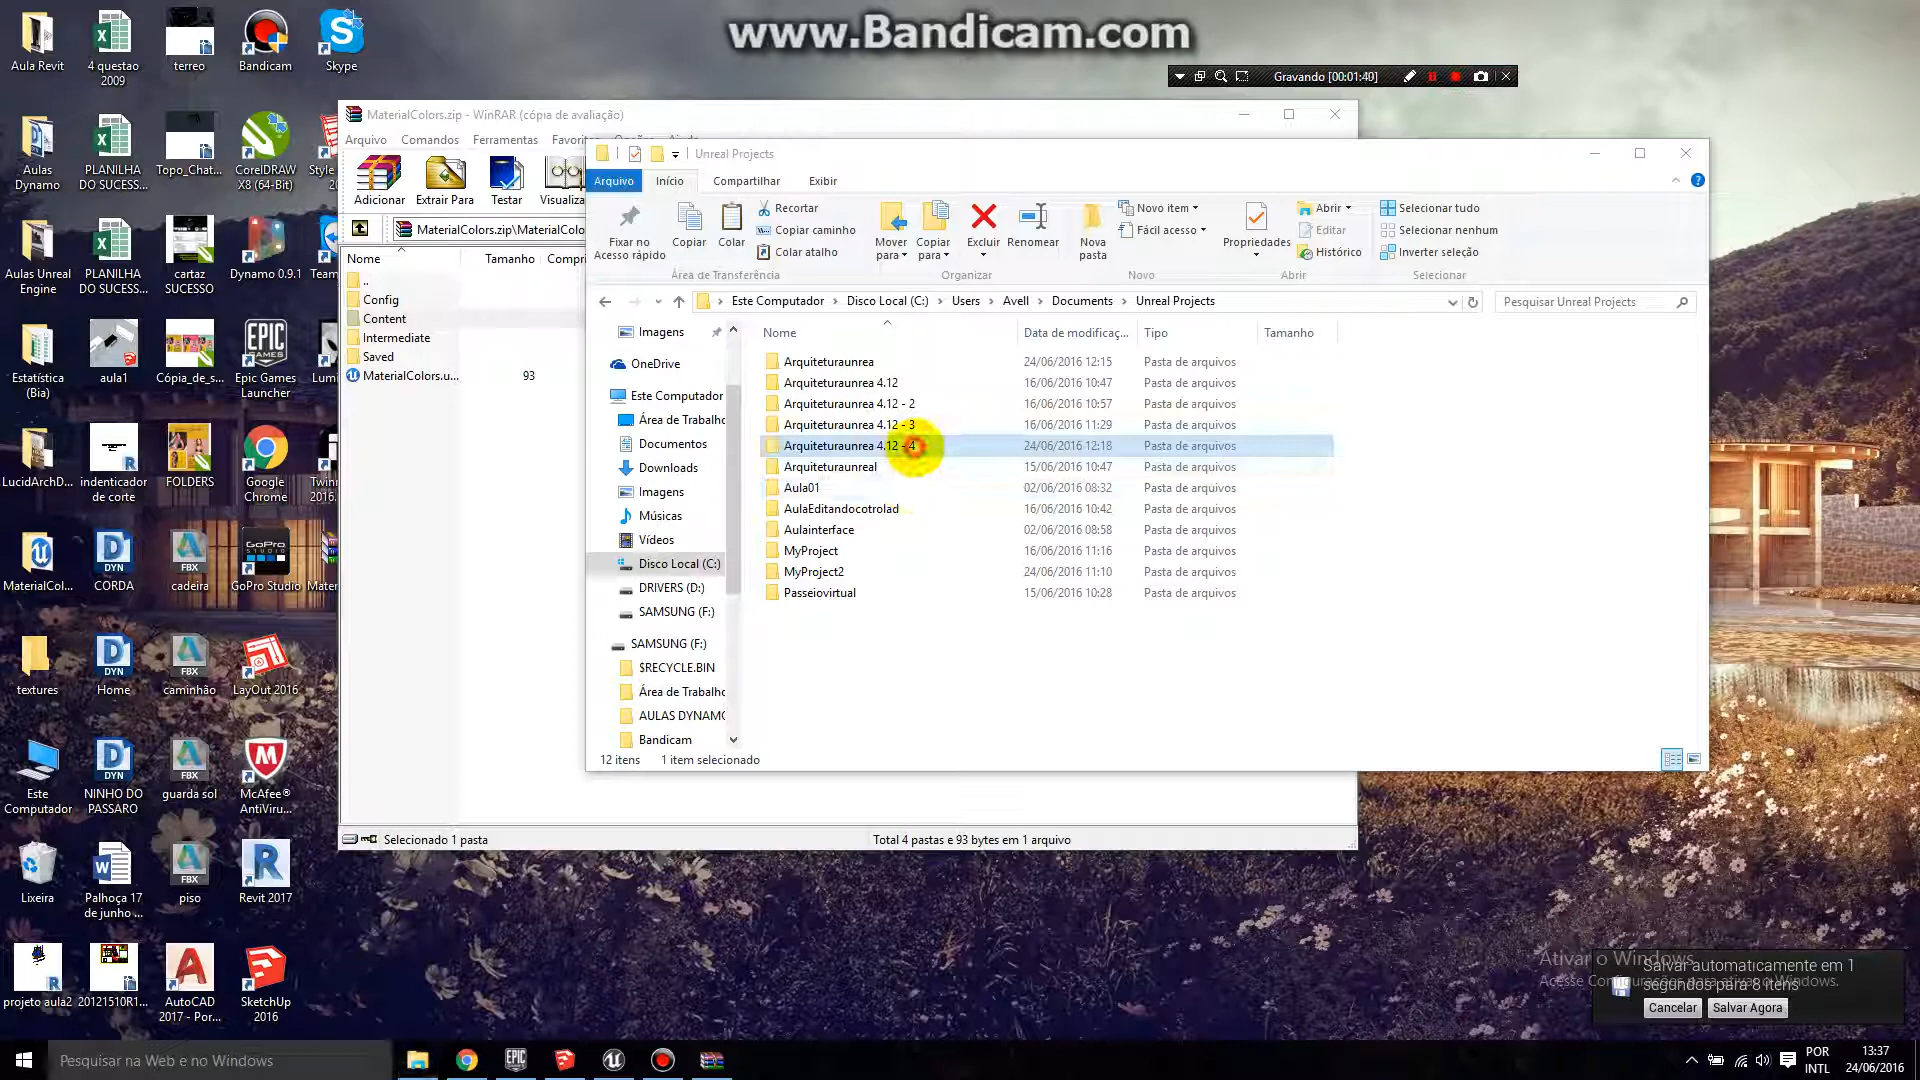 www.Bandicam.com
Gravando [00:01:40]
Aula Revit
4 questao
2009
terreo
Bandicam
Skype
Aulas
Dynamo
PLANILHA
DO SUCESS...
Topo_Chat...
CorelDRAW
X8 (64-Bit)
Style
Aulas Unreal
Engine
PLANILHA
DO SUCESS...
cartaz
SUCESSO
Dynamo 0.9.1
Team
Estatística
(Bia)
aula1
Cópia_de_s...
Epic Games
Launcher
Lumi
LucidArchD...
indenticador
de corte
FOLDERS
Google
Chrome
Twinm
2016.
MaterialCol...
CORDA
cadeira
GoPro Studio
Mater
textures
Home
caminhão
LayOut 2016
Este
Computador
NINHO DO
PASSARO
guarda sol
McAfee®
AntiViru...
Lixeira
Palhoça 17
de junho ...
piso
Revit 2017
projeto aula2
20121510R1...
AutoCAD
2017 - Por...
SketchUp
2016
MaterialColors.zip - WinRAR (cópia de avaliação)
Arquivo Comandos Ferramentas Favoritos
Adicionar Extrair Para Testar Visualiza
MaterialColors.zip\MaterialColo
Nome Tamanho Compri
..
Config
Content
Intermediate
Saved
MaterialColors.u... 93
Selecionado 1 pasta
Total 4 pastas e 93 bytes em 1 arquivo
Unreal Projects
Arquivo Início Compartilhar Exibir
Fixar no
Acesso rápido
Copiar
Colar
Recortar
Copiar caminho
Colar atalho
Área de Transferência
Mover
para
Copiar
para
Excluir
Renomear
Organizar
Nova
pasta
Novo item
Fácil acesso
Novo
Propriedades
Abrir
Editar
Histórico
Abrir
Selecionar tudo
Selecionar nenhum
Inverter seleção
Selecionar
Este Computador > Disco Local (C:) > Users > Avell > Documents > Unreal Projects
Pesquisar Unreal Projects
Imagens
OneDrive
Este Computador
Área de Trabalho
Documentos
Downloads
Imagens
Músicas
Vídeos
Disco Local (C:)
DRIVERS (D:)
SAMSUNG (F:)
SAMSUNG (F:)
$RECYCLE.BIN
Área de Trabalho
AULAS DYNAMO
Bandicam
Nome Data de modificaç... Tipo Tamanho
Arquiteturaunrea 24/06/2016 12:15 Pasta de arquivos
Arquiteturaunrea 4.12 16/06/2016 10:47 Pasta de arquivos
Arquiteturaunrea 4.12 - 2 16/06/2016 10:57 Pasta de arquivos
Arquiteturaunrea 4.12 - 3 16/06/2016 11:29 Pasta de arquivos
Arquiteturaunrea 4.12 - 4 24/06/2016 12:18 Pasta de arquivos
Arquiteturaunreal 15/06/2016 10:47 Pasta de arquivos
Aula01 02/06/2016 08:32 Pasta de arquivos
AulaEditandocotrolad 16/06/2016 10:42 Pasta de arquivos
Aulainterface 02/06/2016 08:58 Pasta de arquivos
MyProject 16/06/2016 11:16 Pasta de arquivos
MyProject2 24/06/2016 11:10 Pasta de arquivos
Passeiovirtual 15/06/2016 10:28 Pasta de arquivos
12 itens 1 item selecionado
Ativar o Windows
Acesse Configurações para ativar o Windows.
Salvar automaticamente em 1
segundos para 8 itens
Cancelar Salvar Agora
Pesquisar na Web e no Windows
POR
INTL
13:37
24/06/2016